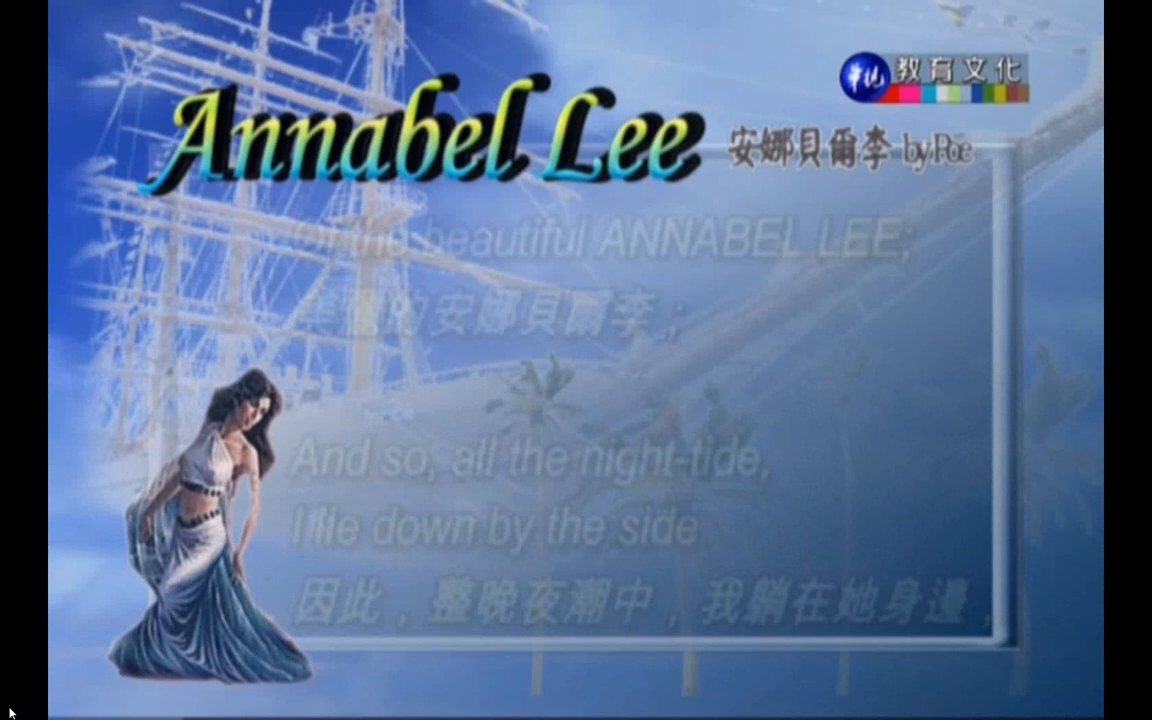 華視 教育文化
Annabel Lee
安娜貝爾李 by Poe
Of the beautiful ANNABEL LEE;
美麗的安娜貝爾李；
And so, all the night-tide,
I lie down by the side
因此，整晚夜潮中，我躺在她身邊，